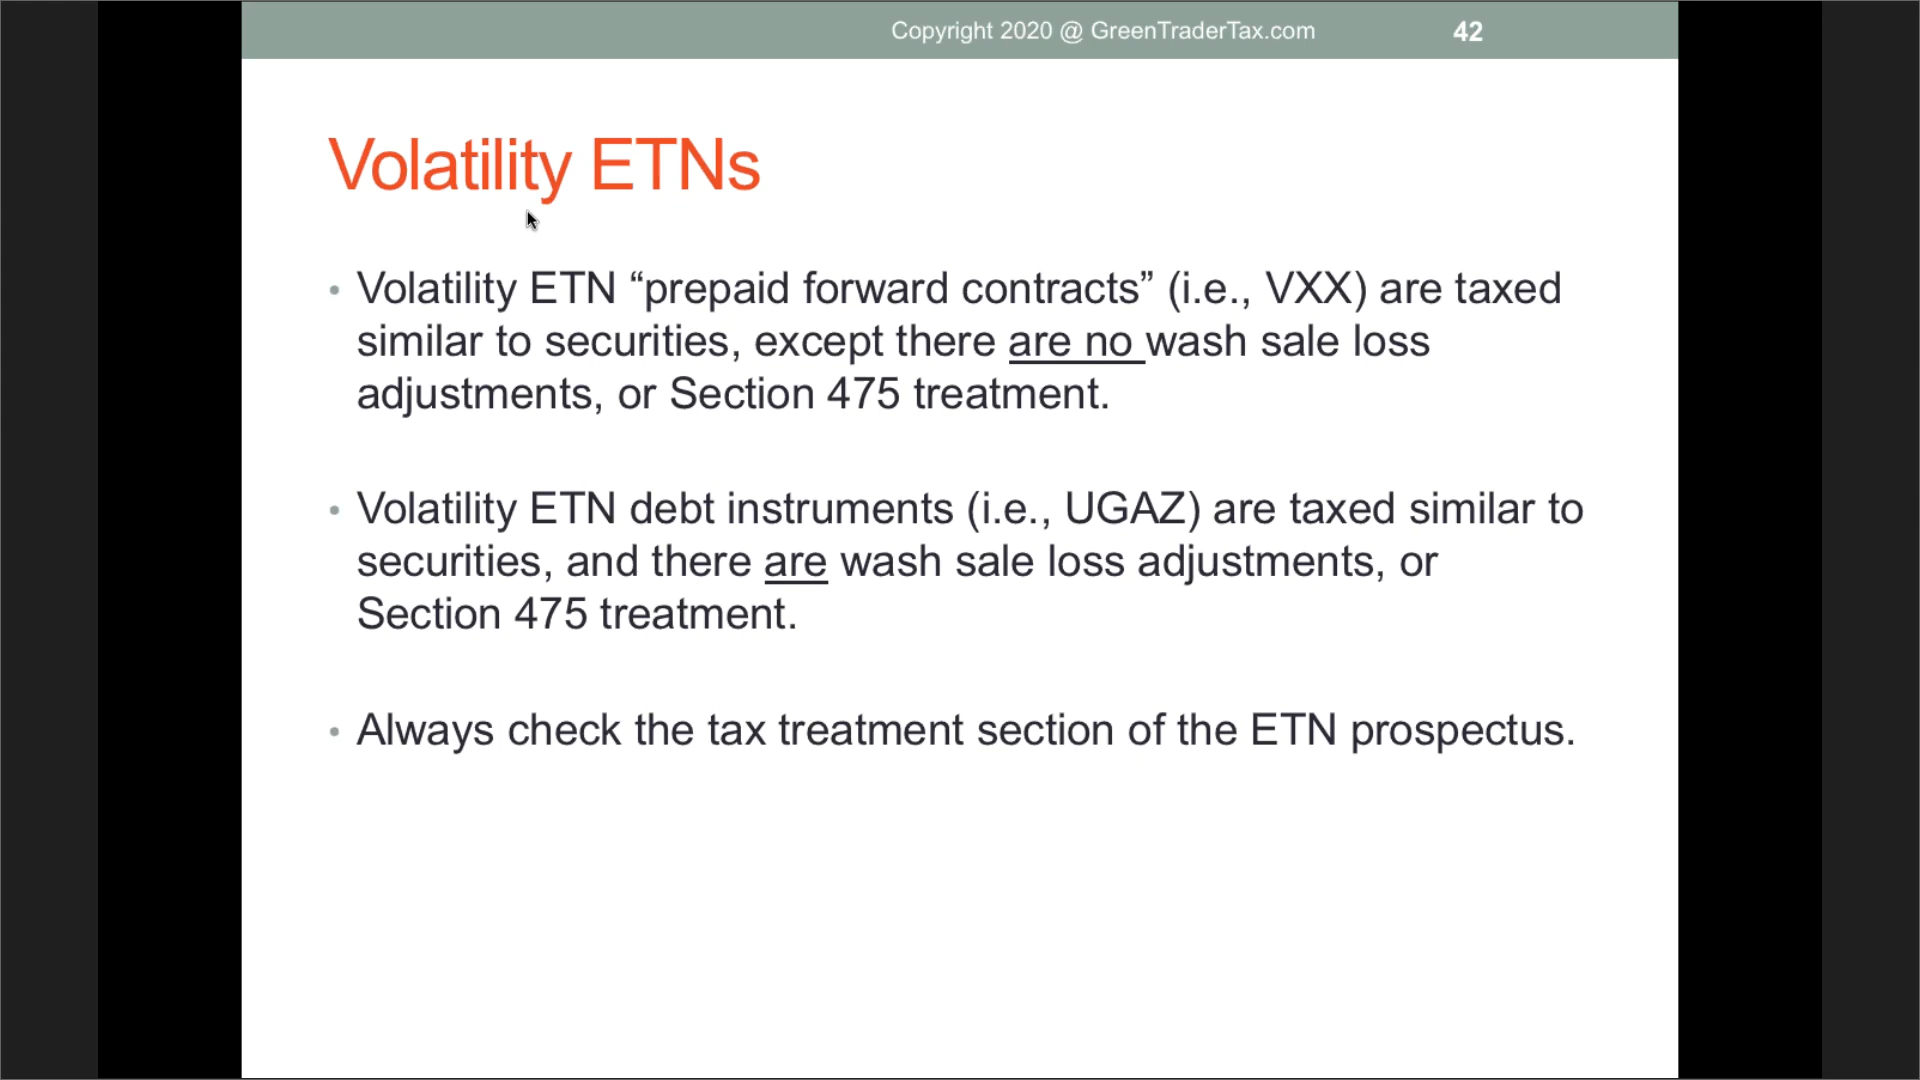 Copyright 2020 @ GreenTraderTax.com 42
Volatility ETNs
• Volatility ETN “prepaid forward contracts” (i.e., VXX) are taxed
similar to securities, except there are no wash sale loss
adjustments, or Section 475 treatment.
• Volatility ETN debt instruments (i.e., UGAZ) are taxed similar to
securities, and there are wash sale loss adjustments, or
Section 475 treatment.
• Always check the tax treatment section of the ETN prospectus.